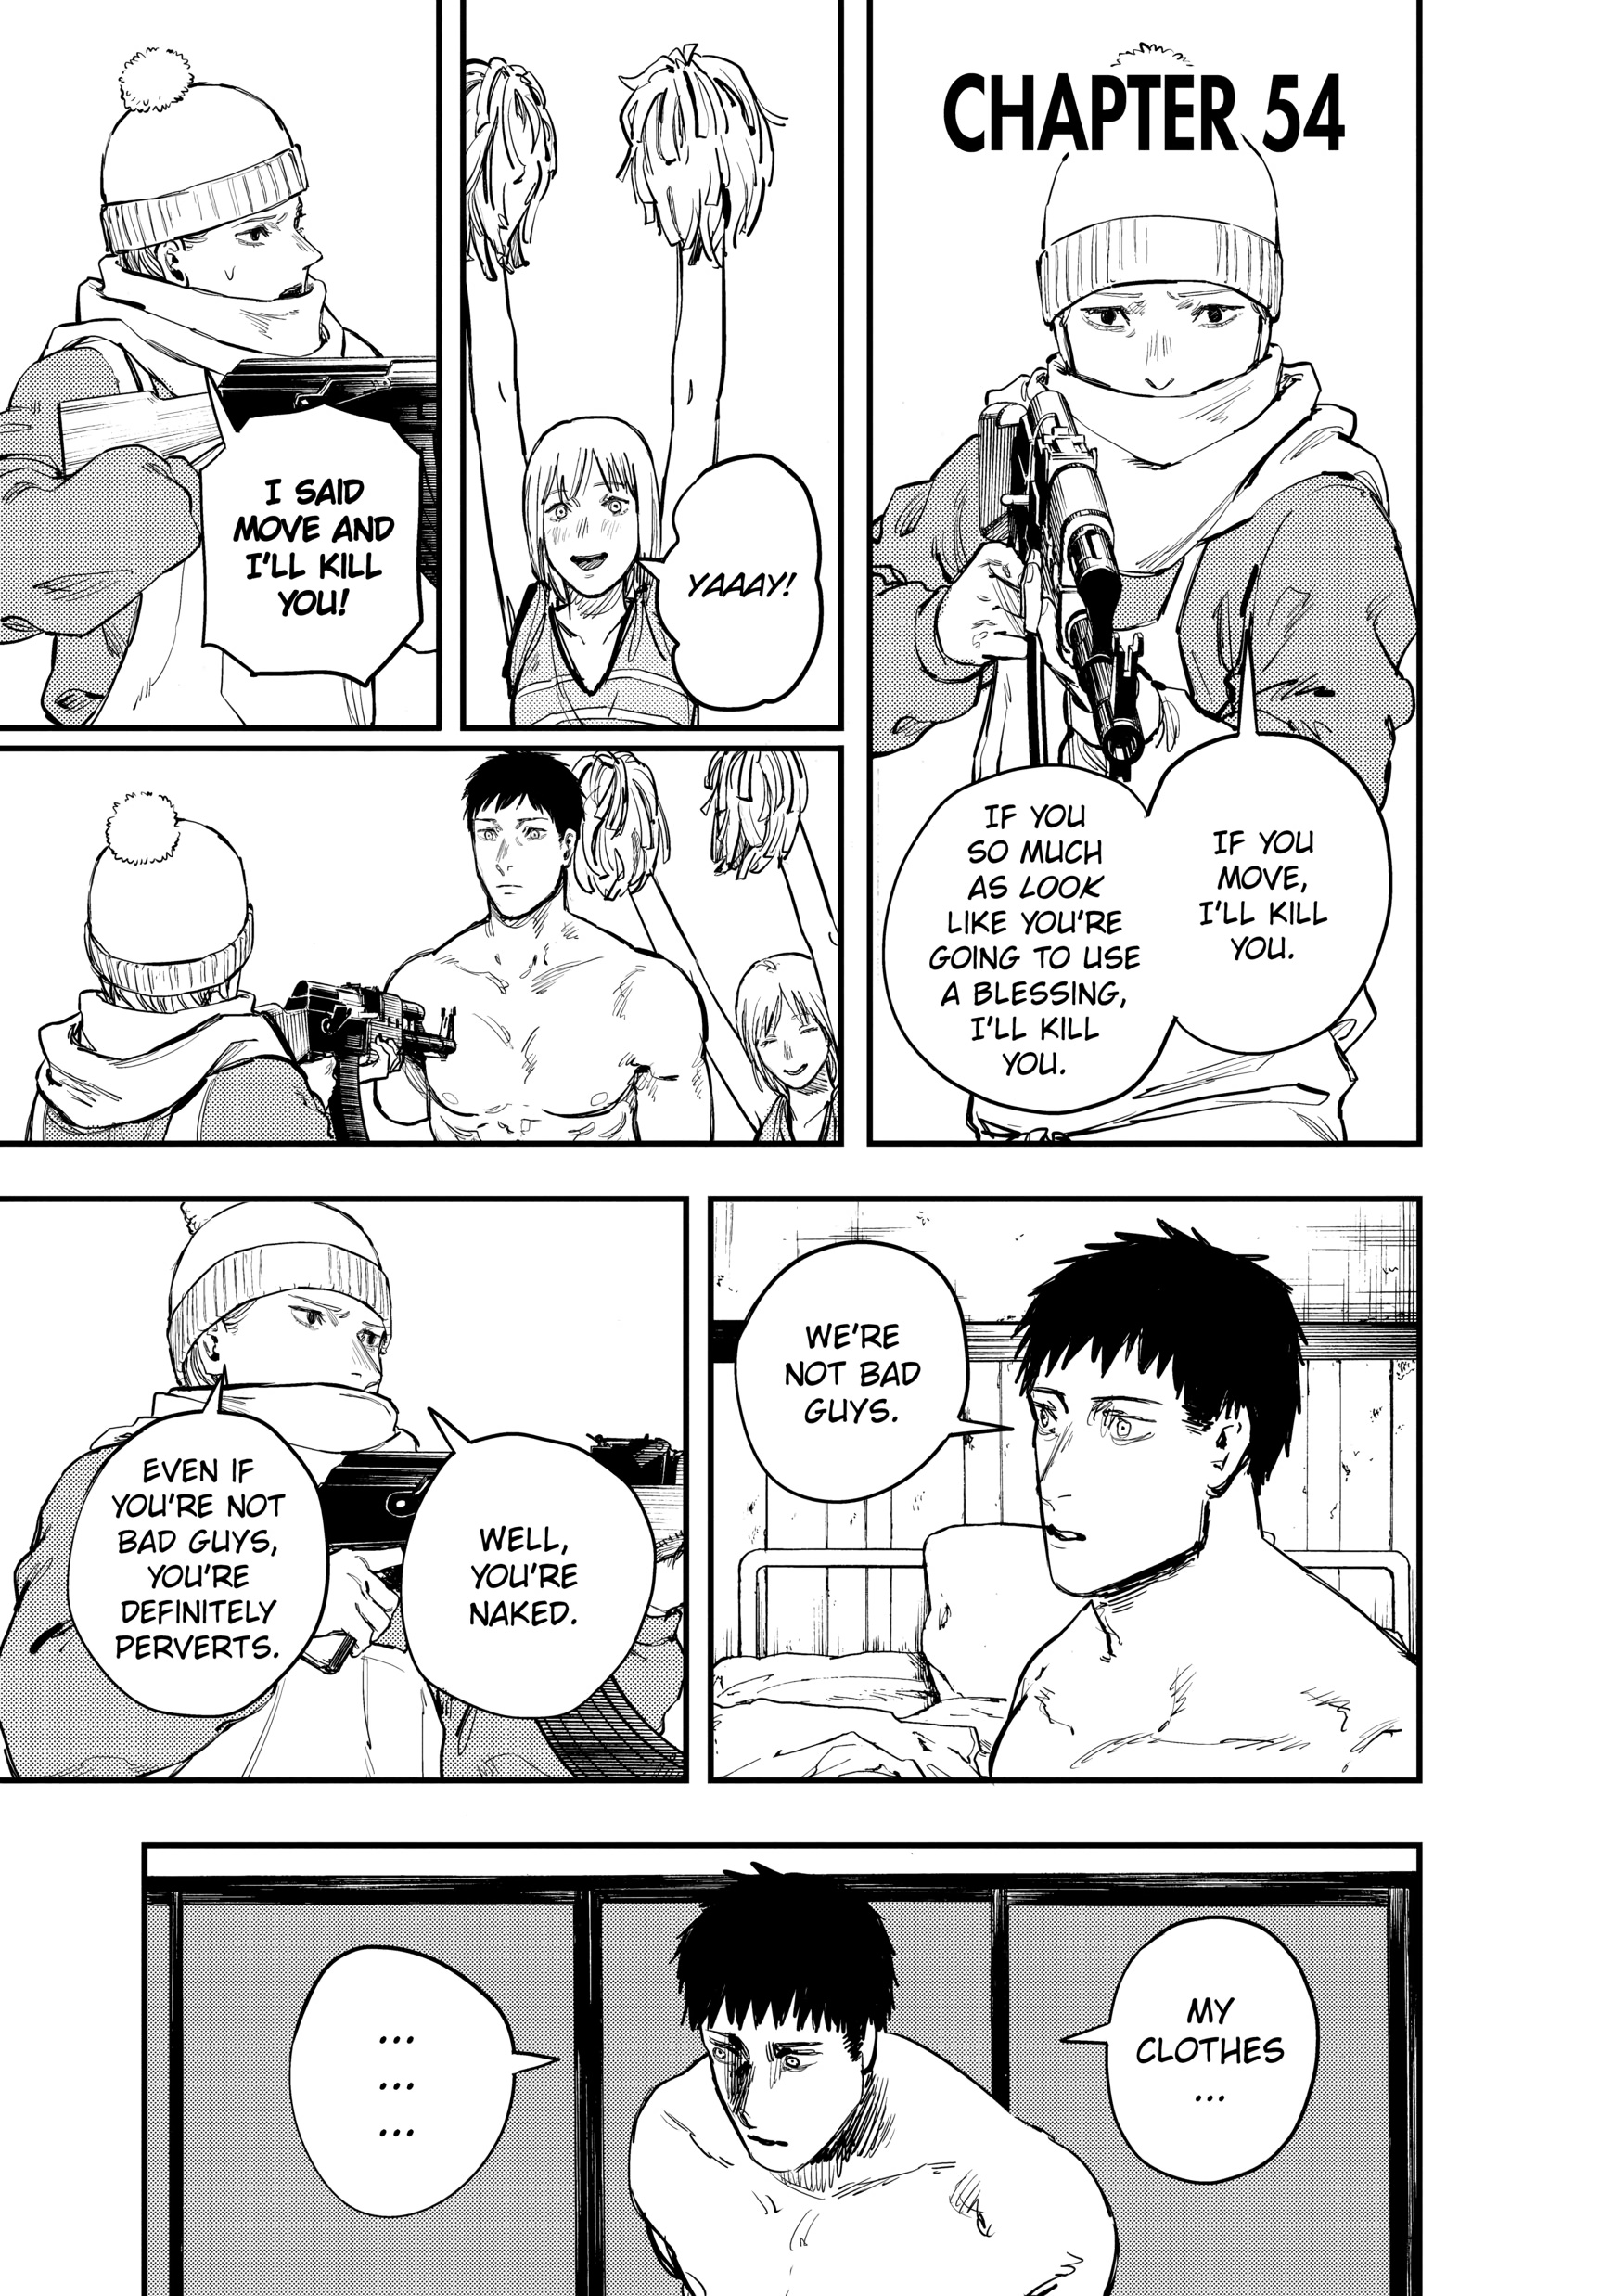 CHAPTER 54
IF YOU
MOVE,
I'LL KILL
YOU.
IF YOU
SO MUCH
AS LOOK
LIKE YOU'RE
GOING TO USE
A BLESSING,
I'LL KILL
YOU.
YAAAY!
I SAID
MOVE AND
I'LL KILL
YOU!
WE'RE
NOT BAD
GUYS.
WELL,
YOU'RE
NAKED.
EVEN IF
YOU'RE NOT
BAD GUYS,
YOU'RE
DEFINITELY
PERVERTS.
MY
CLOTHES
...
...
...
...